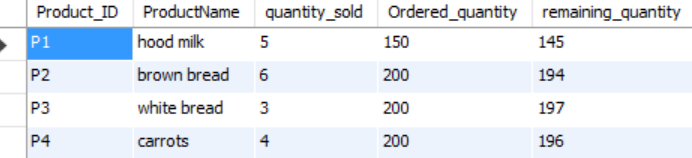 Product_ID ProductName quantity_sold Ordered_quantity remaining_quantity
P1 hood milk 5 150 145
P2 brown bread 6 200 194
P3 white bread 3 200 197
P4 carrots 4 200 196